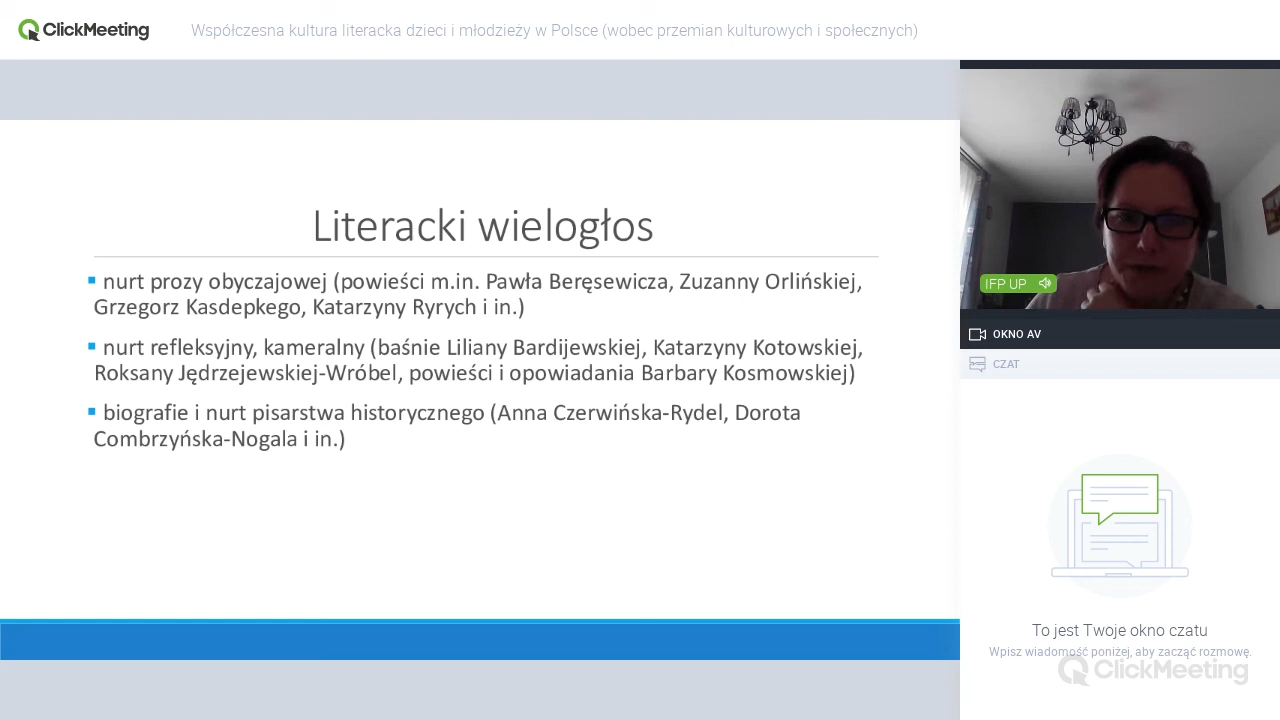 ClickMeeting
Współczesna kultura literacka dzieci i młodzieży w Polsce (wobec przemian kulturowych i społecznych)
Literacki wielogłos
nurt prozy obyczajowej (powieści m.in. Pawła Beręsewicza, Zuzanny Orlińskiej,
Grzegorz Kasdepkego, Katarzyny Ryrych i in.)
nurt refleksyjny, kameralny (baśnie Liliany Bardijewskiej, Katarzyny Kotowskiej,
Roksany Jędrzejewskiej-Wróbel, powieści i opowiadania Barbary Kosmowskiej)
biografie i nurt pisarstwa historycznego (Anna Czerwińska-Rydel, Dorota
Combrzyńska-Nogala i in.)
IFP UP
OKNO AV
CZAT
To jest Twoje okno czatu
Wpisz wiadomość poniżej, aby zacząć rozmowę.
ClickMeeting